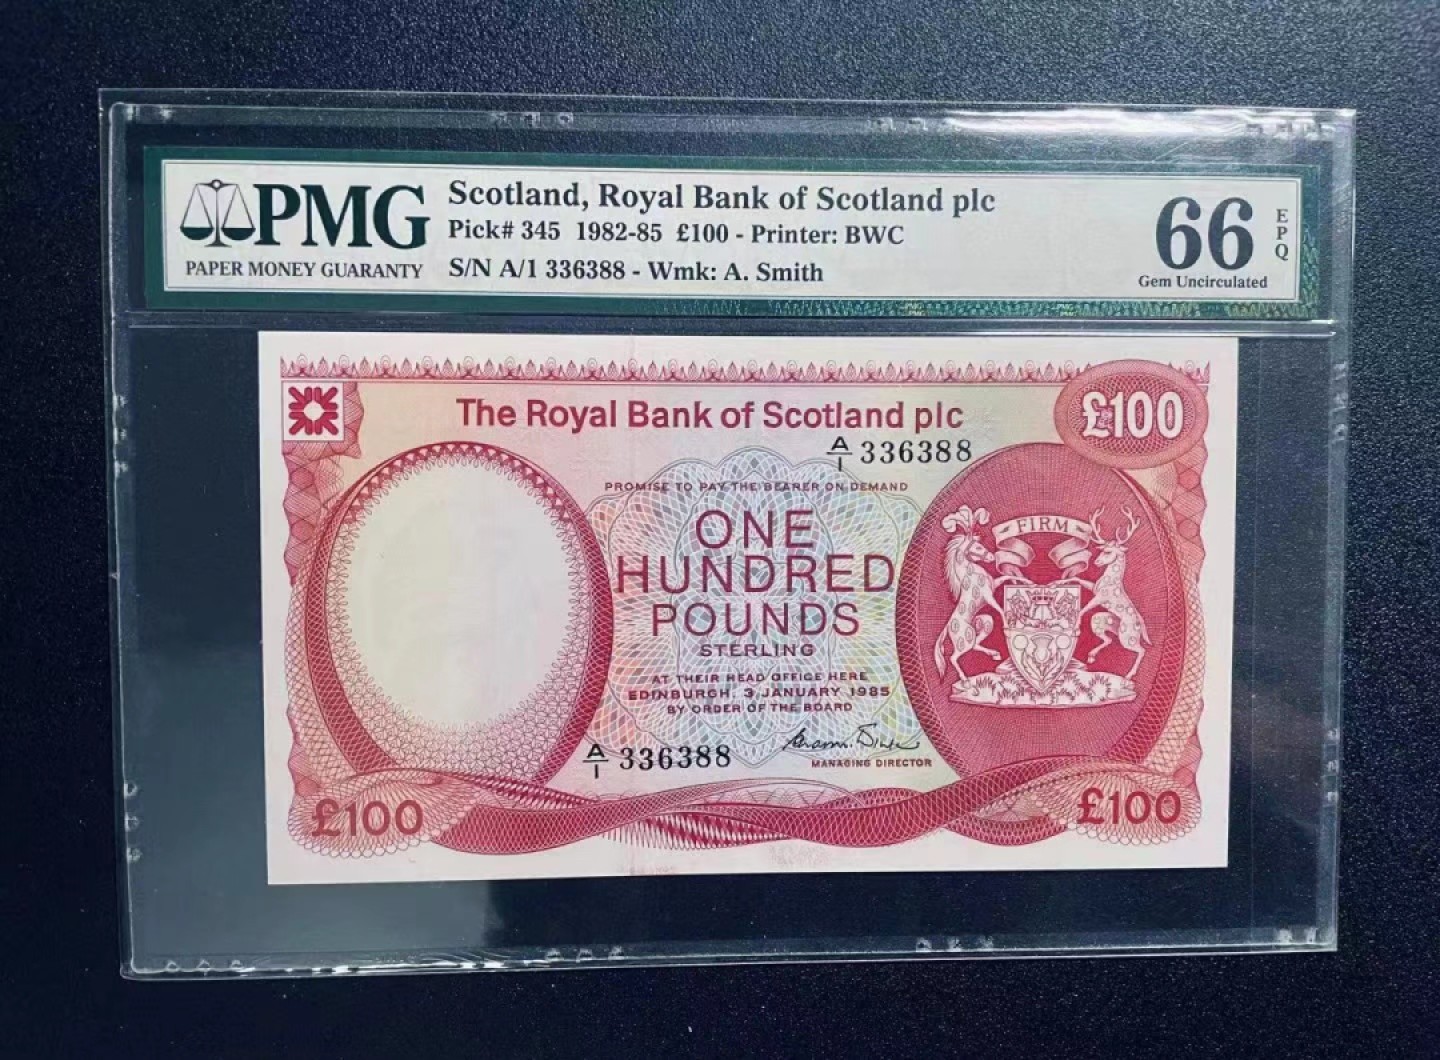 PMG
PAPER MONEY GUARANTY
Scotland, Royal Bank of Scotland plc
Pick# 345 1982-85 £100 - Printer: BWC
S/N A/1 336388 - Wmk: A. Smith
66
EPQ
Gem Uncirculated
The Royal Bank of Scotland plc
£100
A/1 336388
PROMISE TO PAY THE BEARER ON DEMAND
ONE
HUNDRED
POUNDS
STERLING
FIRM
AT THEIR HEAD OFFICE HERE
EDINBURGH, 3 JANUARY 1985
BY ORDER OF THE BOARD
A/1 336388
MANAGING DIRECTOR
£100
£100